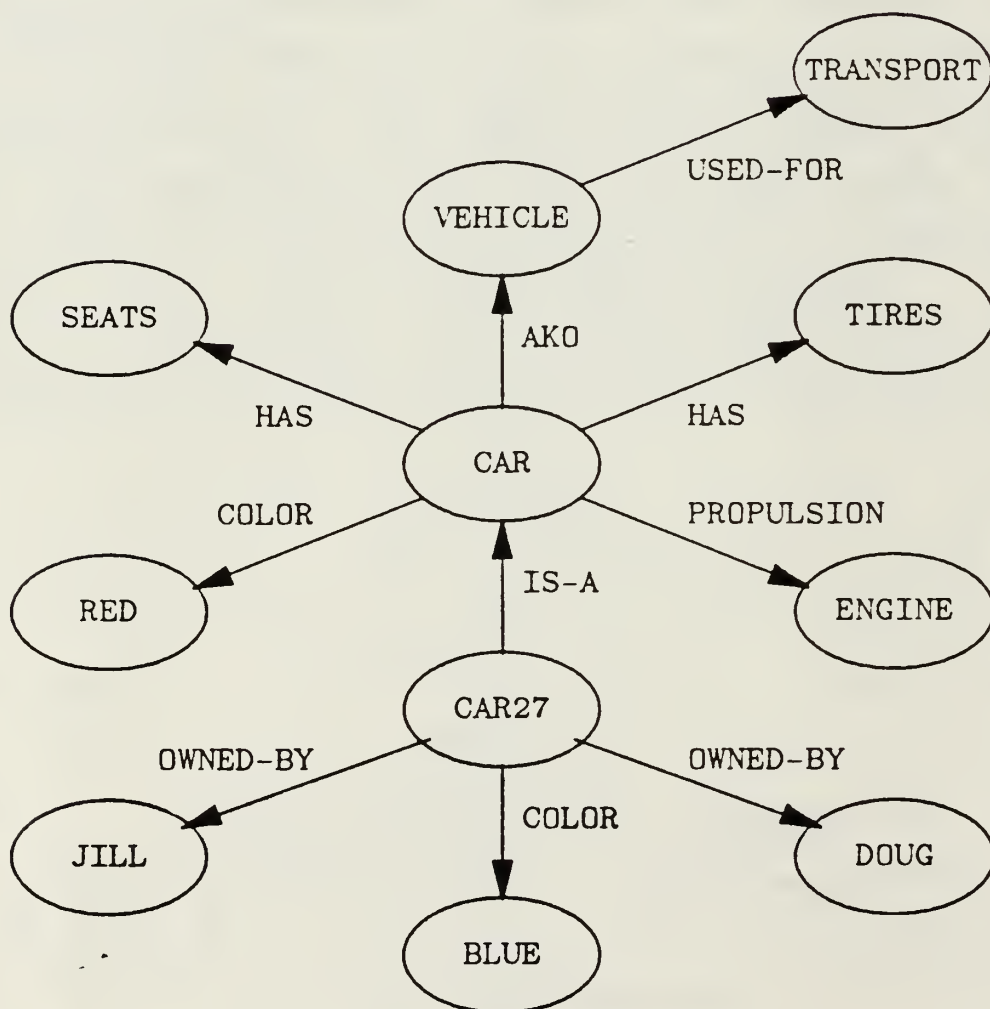 TRANSPORT
USED-FOR
VEHICLE
SEATS
TIRES
AKO
HAS
HAS
CAR
COLOR
PROPULSION
IS-A
RED
ENGINE
CAR27
OWNED-BY
OWNED-BY
COLOR
JILL
DOUG
BLUE